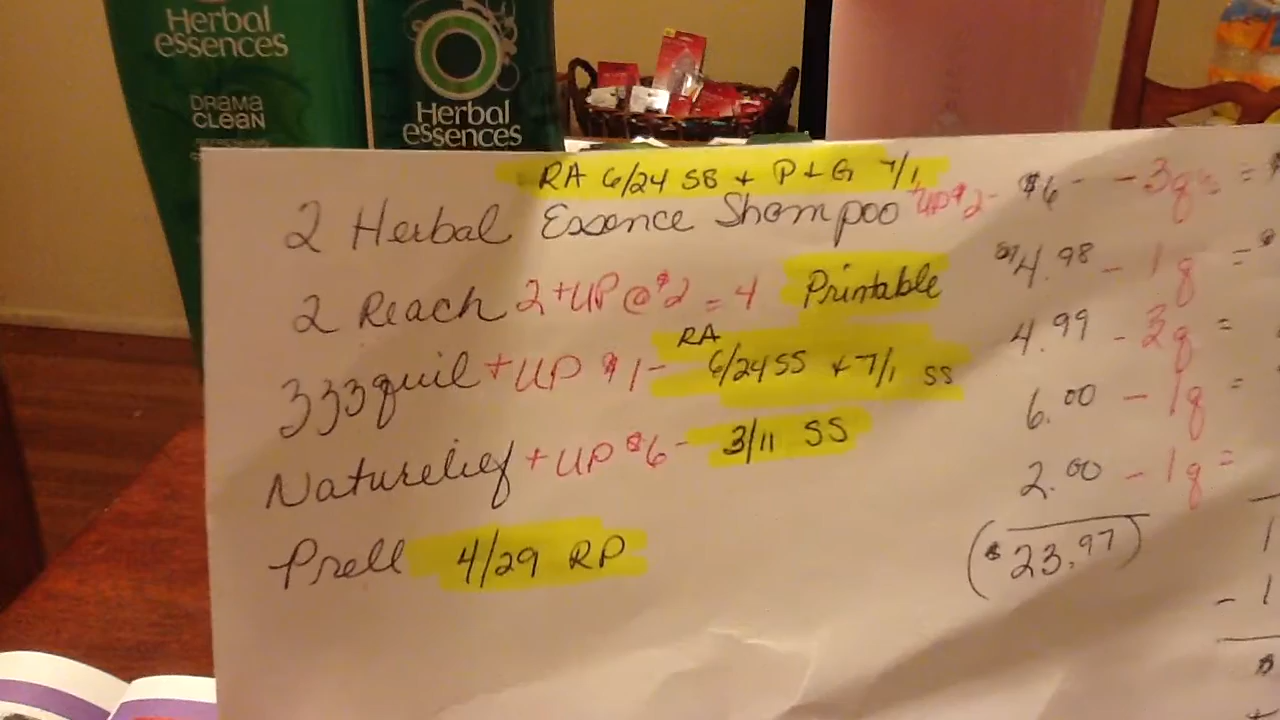 Herbal essences
DRAMA CLEAN
Herbal essences
RA 6/24 SB + P+G 7/1
2 Herbal Essence Shampoo +UP $2- $6 - -3q's =
2 Reach 2+UP@$2 = 4 Printable 4.98 - 1q =
333quil +UP $1- RA 6/24 SS + 7/1 SS 4.99 - 3q =
Naturelief + UP $6- 3/11 SS 6.00 - 1q =
Prell 4/29 RP 2.00 - 1q =
($23.97)